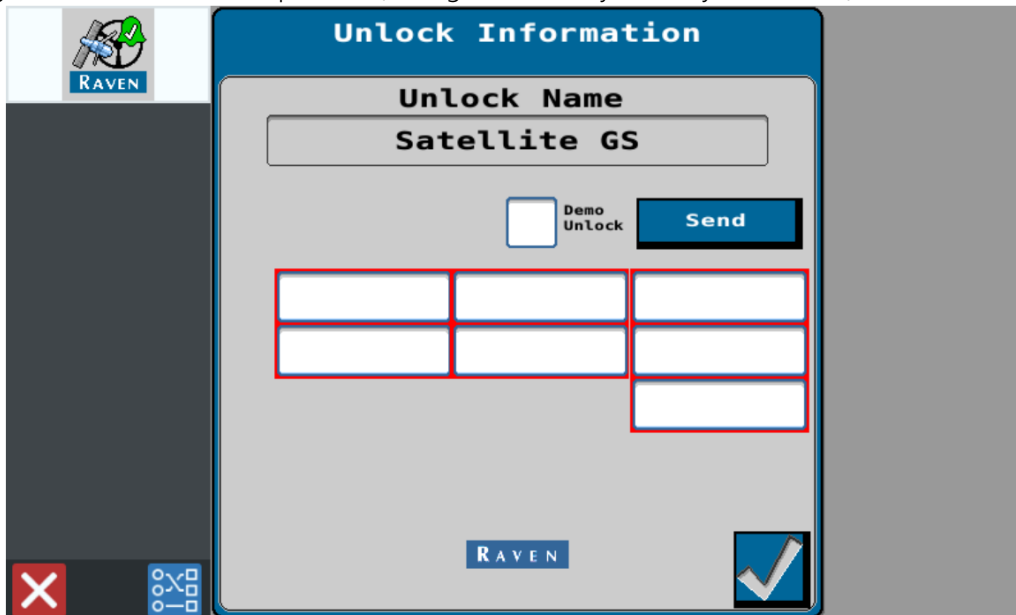 Unlock Information
RAVEN
Unlock Name
Satellite GS
Demo
Unlock
Send
RAVEN